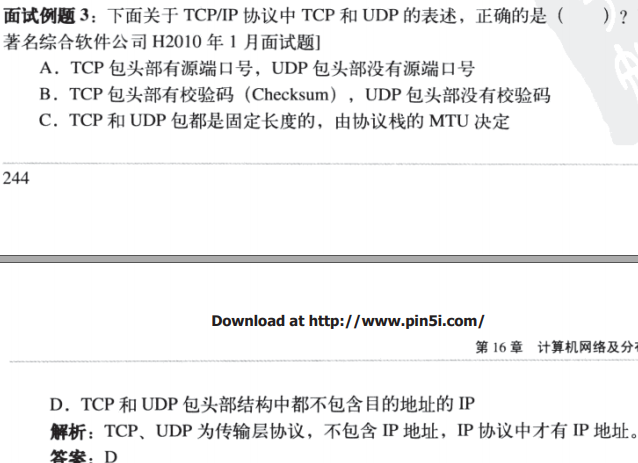 面试例题 3：下面关于 TCP/IP 协议中 TCP 和 UDP 的表述，正确的是（ ）？
著名综合软件公司 H2010 年 1 月面试题]
A．TCP 包头部有源端口号，UDP 包头部没有源端口号
B．TCP 包头部有校验码（Checksum），UDP 包头部没有校验码
C．TCP 和 UDP 包都是固定长度的，由协议栈的 MTU 决定
244
Download at http://www.pin5i.com/
第 16 章 计算机网络及分
D．TCP 和 UDP 包头部结构中都不包含目的地址的 IP
解析：TCP、UDP 为传输层协议，不包含 IP 地址，IP 协议中才有 IP 地址。
答案：D